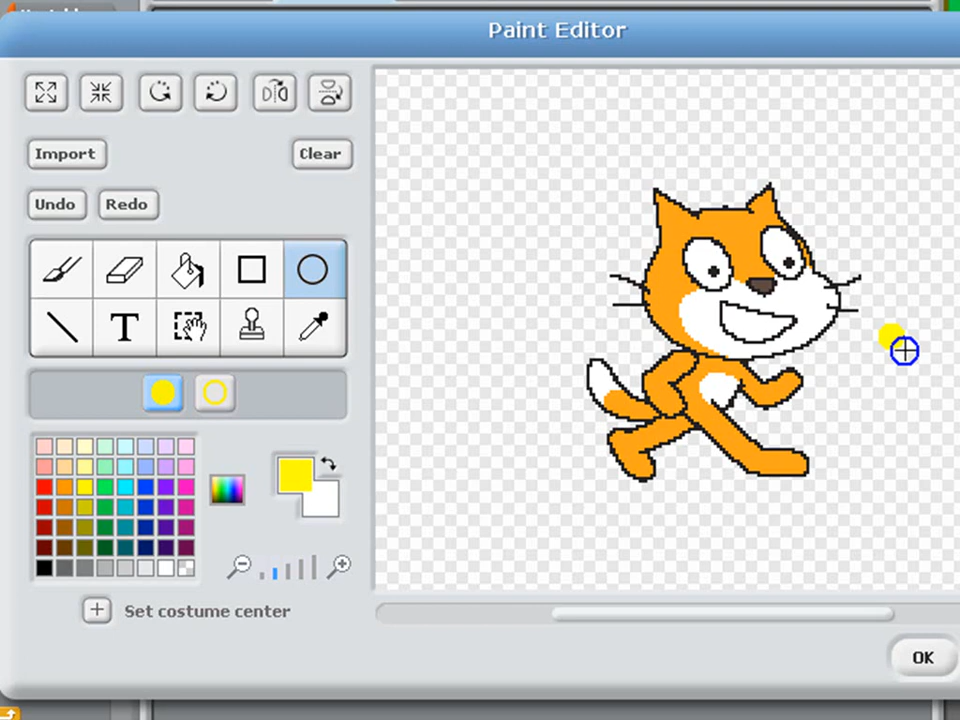 Paint Editor
Import
Clear
Undo
Redo
T
Set costume center
OK